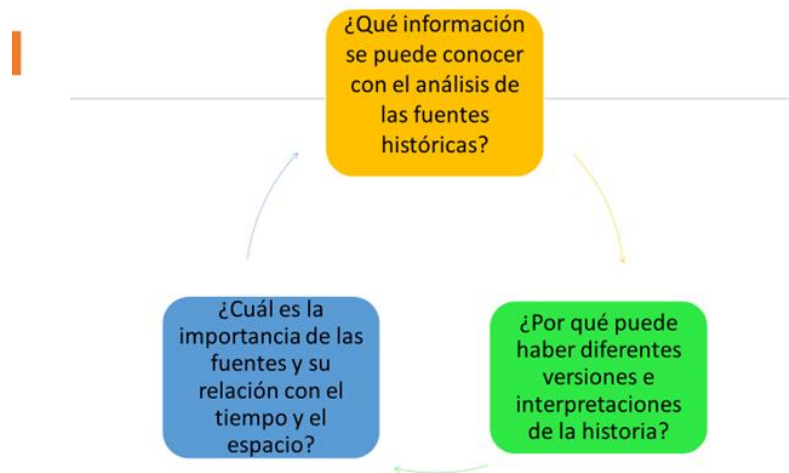 ¿Qué información
se puede conocer
con el análisis de
las fuentes
históricas?
¿Por qué puede
haber diferentes
versiones e
interpretaciones
de la historia?
¿Cuál es la
importancia de las
fuentes y su
relación con el
tiempo y el
espacio?